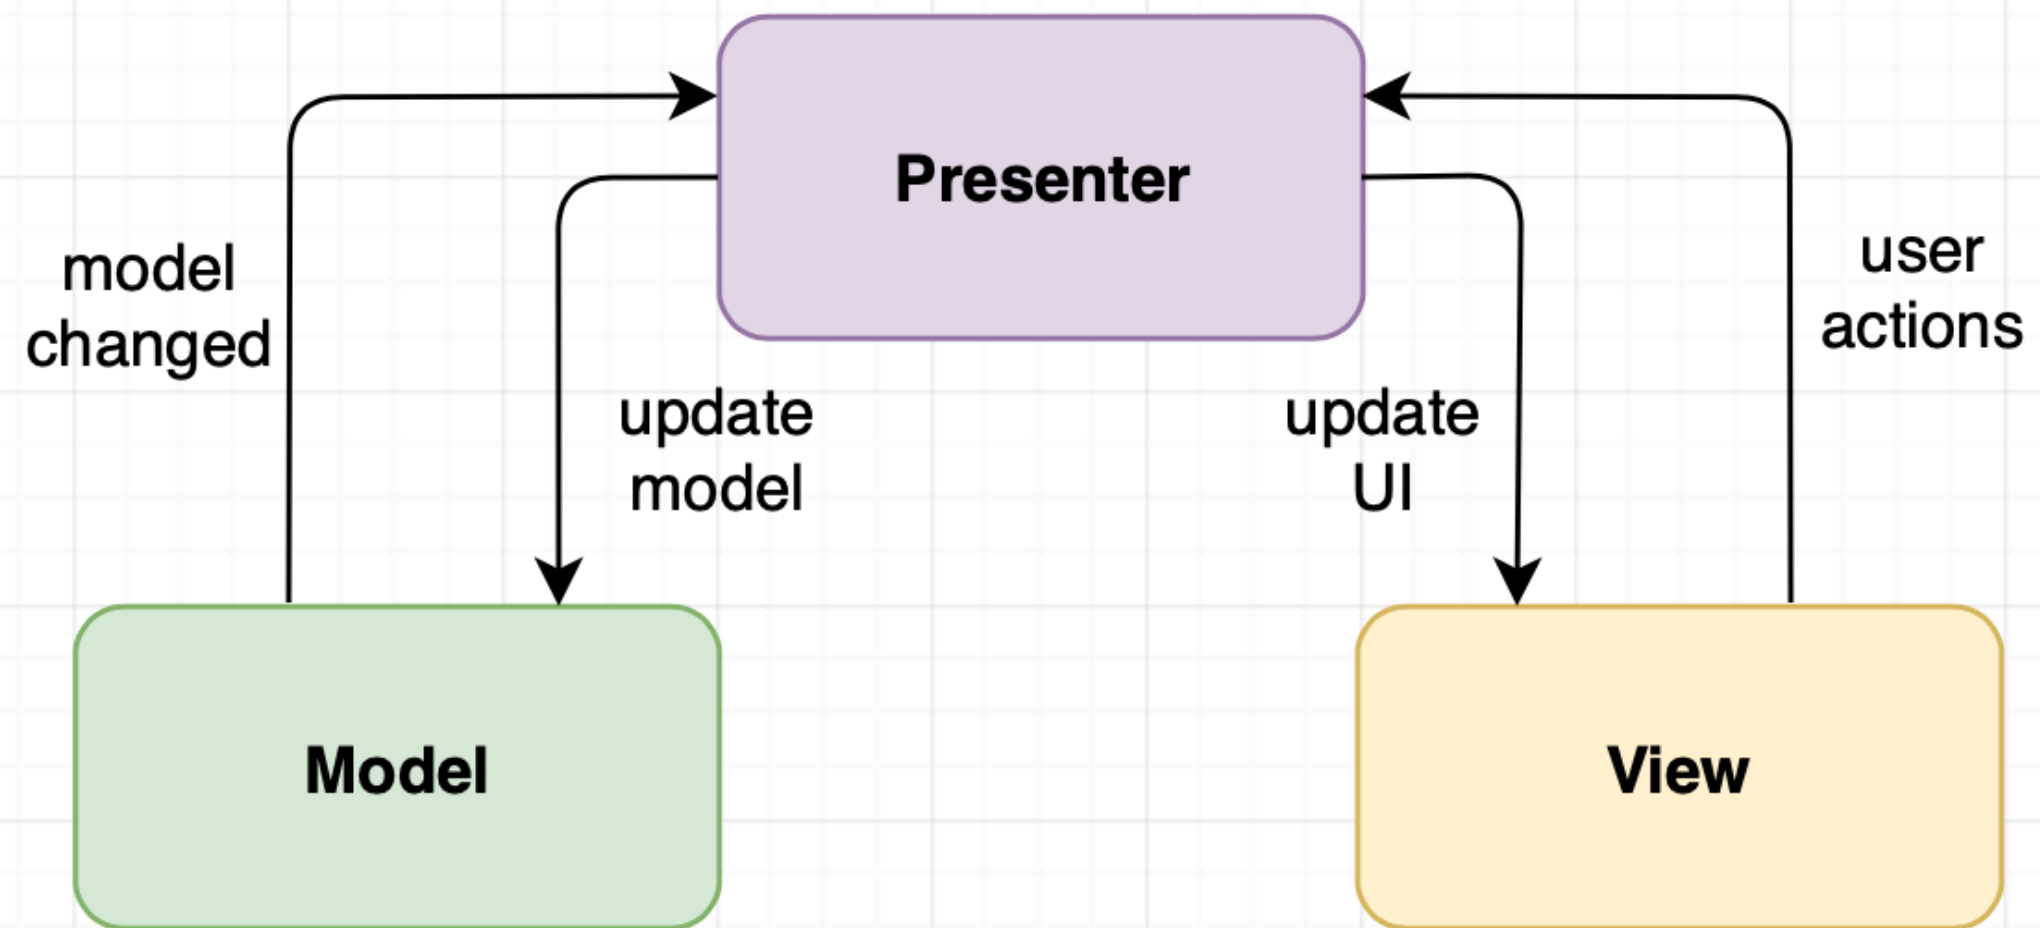 Presenter
model
changed
update
model
update
UI
user
actions
Model
View